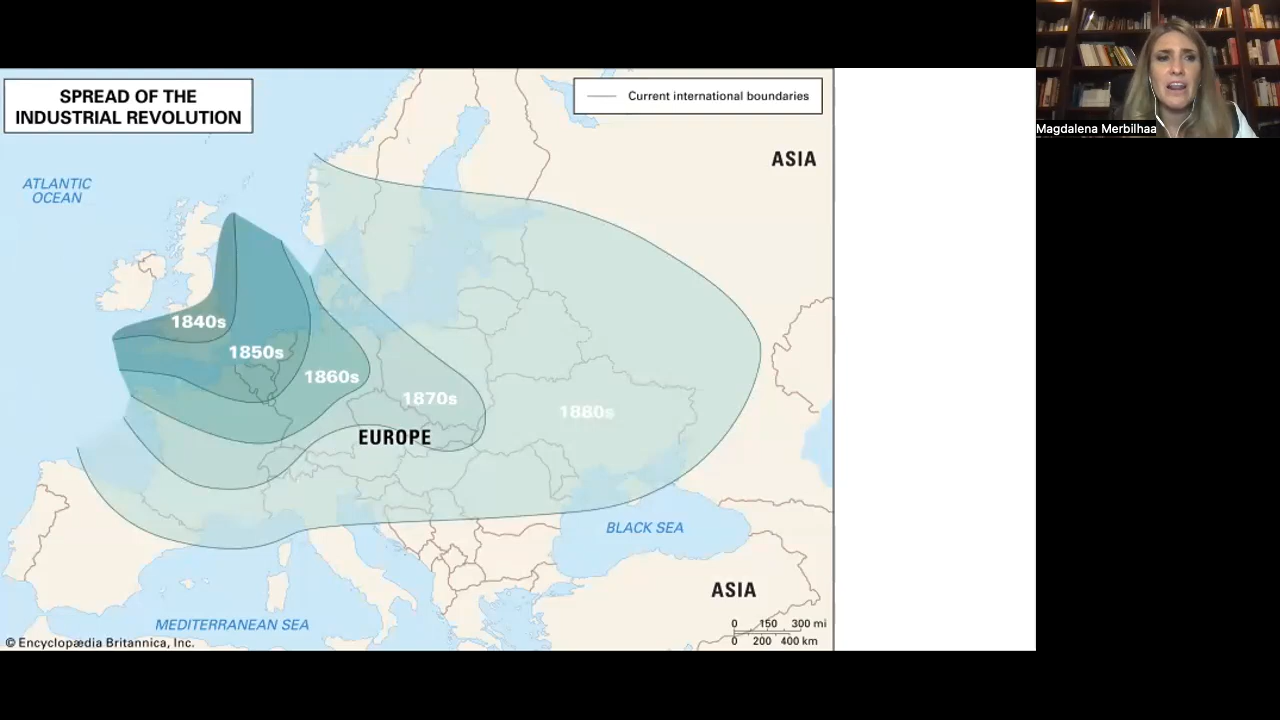 SPREAD OF THE
INDUSTRIAL REVOLUTION
Current international boundaries
Magdalena Merbilhaa
ASIA
ATLANTIC
OCEAN
1840s
1850s
1860s
1870s
1880s
EUROPE
BLACK SEA
ASIA
MEDITERRANEAN SEA
0 150 300 mi
0 200 400 km
© Encyclopædia Britannica, Inc.